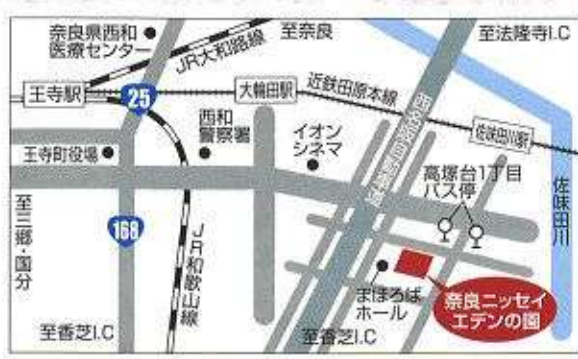 奈良県西和
医療センター
JR大和路線
至奈良
至法隆寺I.C
王寺駅
25
大輪田駅
近鉄田原本線
西名阪自動車道
佐味田川駅
西和
警察署
イオン
シネマ
王寺町役場
高塚台1丁目
バス停
佐味田川
至三郷・国分
168
JR和歌山線
まほろば
ホール
奈良ニッセイ
エデンの園
至香芝I.C
至香芝I.C